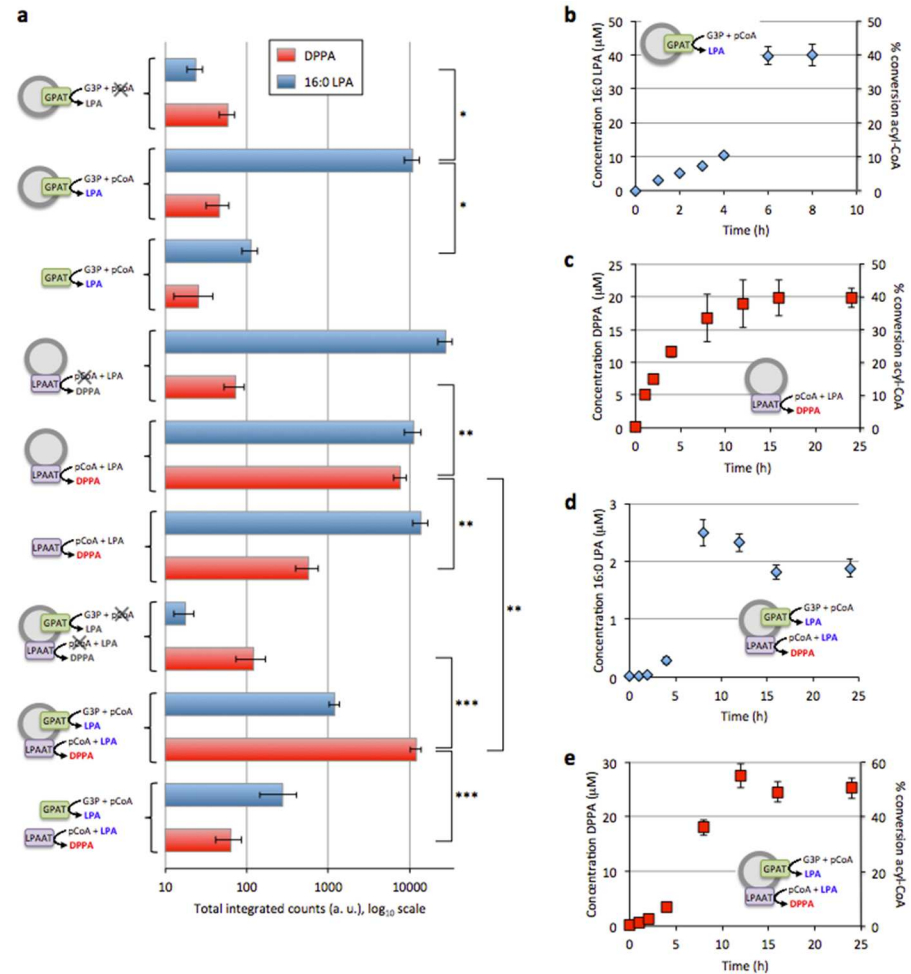 a
DPPA
16:0 LPA
GPAT
G3P + pCoA
LPA
*
GPAT
G3P + pCoA
LPA
*
GPAT
G3P + pCoA
LPA
LPAAT
pCoA + LPA
DPPA
**
LPAAT
pCoA + LPA
DPPA
LPAAT
pCoA + LPA
DPPA
**
**
GPAT
G3P + pCoA
LPA
LPAAT
pCoA + LPA
DPPA
***
GPAT
G3P + pCoA
LPA
LPAAT
pCoA + LPA
DPPA
GPAT
G3P + pCoA
LPA
LPAAT
pCoA + LPA
DPPA
***
10 100 1000 10000
Total integrated counts (a. u.), log10 scale
b
Concentration 16:0 LPA (μM)
50
40
30
20
10
0
0 2 4 6 8 10
Time (h)
50
40
30
20
10
0
% conversion acyl-CoA
GPAT
G3P + pCoA
LPA
c
Concentration DPPA (μM)
25
20
15
10
5
0
0 5 10 15 20 25
Time (h)
50
40
30
20
10
0
% conversion acyl-CoA
LPAAT
pCoA + LPA
DPPA
d
Concentration 16:0 LPA (μM)
3
2
1
0
0 5 10 15 20 25
Time (h)
GPAT
G3P + pCoA
LPA
LPAAT
pCoA + LPA
DPPA
e
Concentration DPPA (μM)
30
20
10
0
0 5 10 15 20 25
Time (h)
60
40
20
0
% conversion acyl-CoA
GPAT
G3P + pCoA
LPA
LPAAT
pCoA + LPA
DPPA